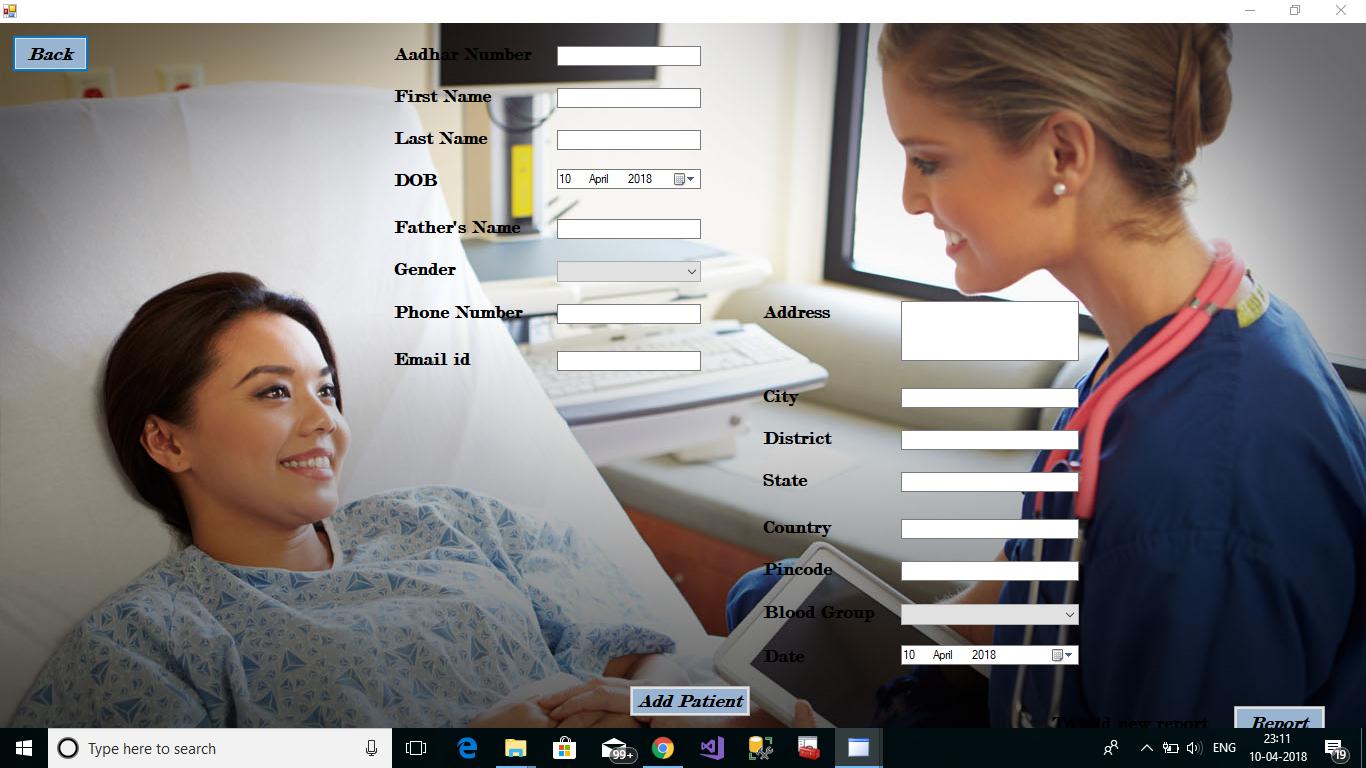 Back
Aadhar Number
First Name
Last Name
DOB
10 April 2018
Father's Name
Gender
Phone Number
Email id
Address
City
District
State
Country
Pincode
Blood Group
Date
10 April 2018
Add Patient
To add new report
Report
Type here to search
99+
ENG
23:11
10-04-2018
19